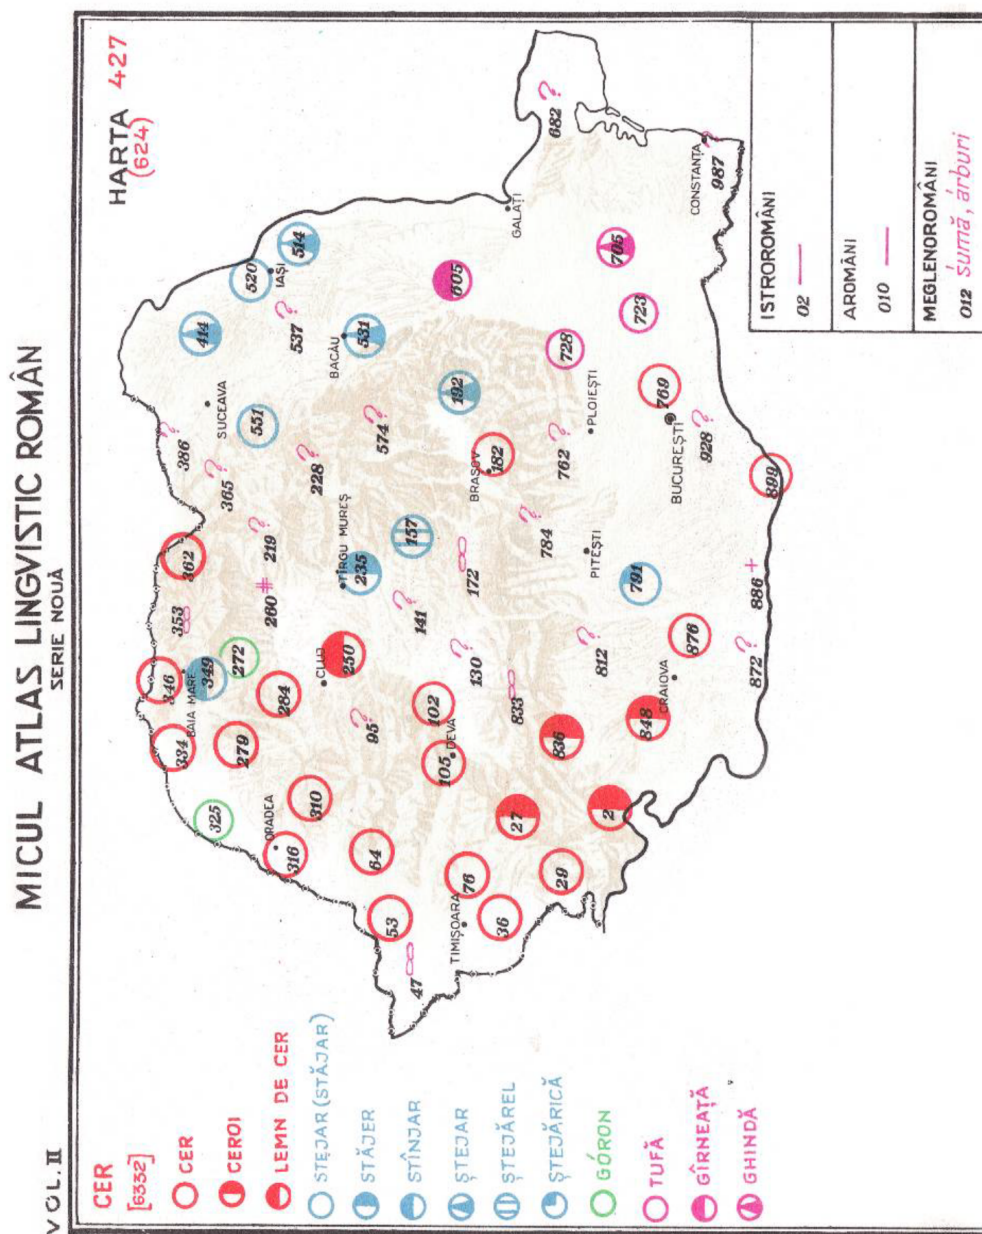 VOL. II
MICUL ATLAS LINGVISTIC ROMÂN
SERIE NOUĂ
HARTA 427
(624)
CER
[6332]
CER
CEROI
LEMN DE CER
STEJAR (STĂJAR)
STĂJER
STÎNJAR
ȘTEJAR
ȘTEJĂREL
ȘTEJĂRICĂ
GÓRON
TUFĂ
GÎRNEAȚĂ
GHINDĂ
386
414
353
362
SUCEAVA
346
365
520
334
BAIA MARE
349
551
514
IAȘI
325
279
272
219
537
260
ORADEA
284
228
316
310
CLUJ
TÎRGU MUREȘ
BACĂU
250
235
531
95
574
64
53
141
157
47
102
605
105
DEVA
192
TIMIȘOARA
76
130
172
BRAȘOV
182
36
GALAȚI
27
833
682
784
762
728
29
836
PITEȘTI
PLOIEȘTI
2
812
705
791
723
848
769
CRAIOVA
876
BUCUREȘTI
928
CONSTANȚA
987
872
886
899
ISTROROMÂNI
02 —
AROMÂNI
010 —
MEGLENOROMÂNI
012 șumă, árburi